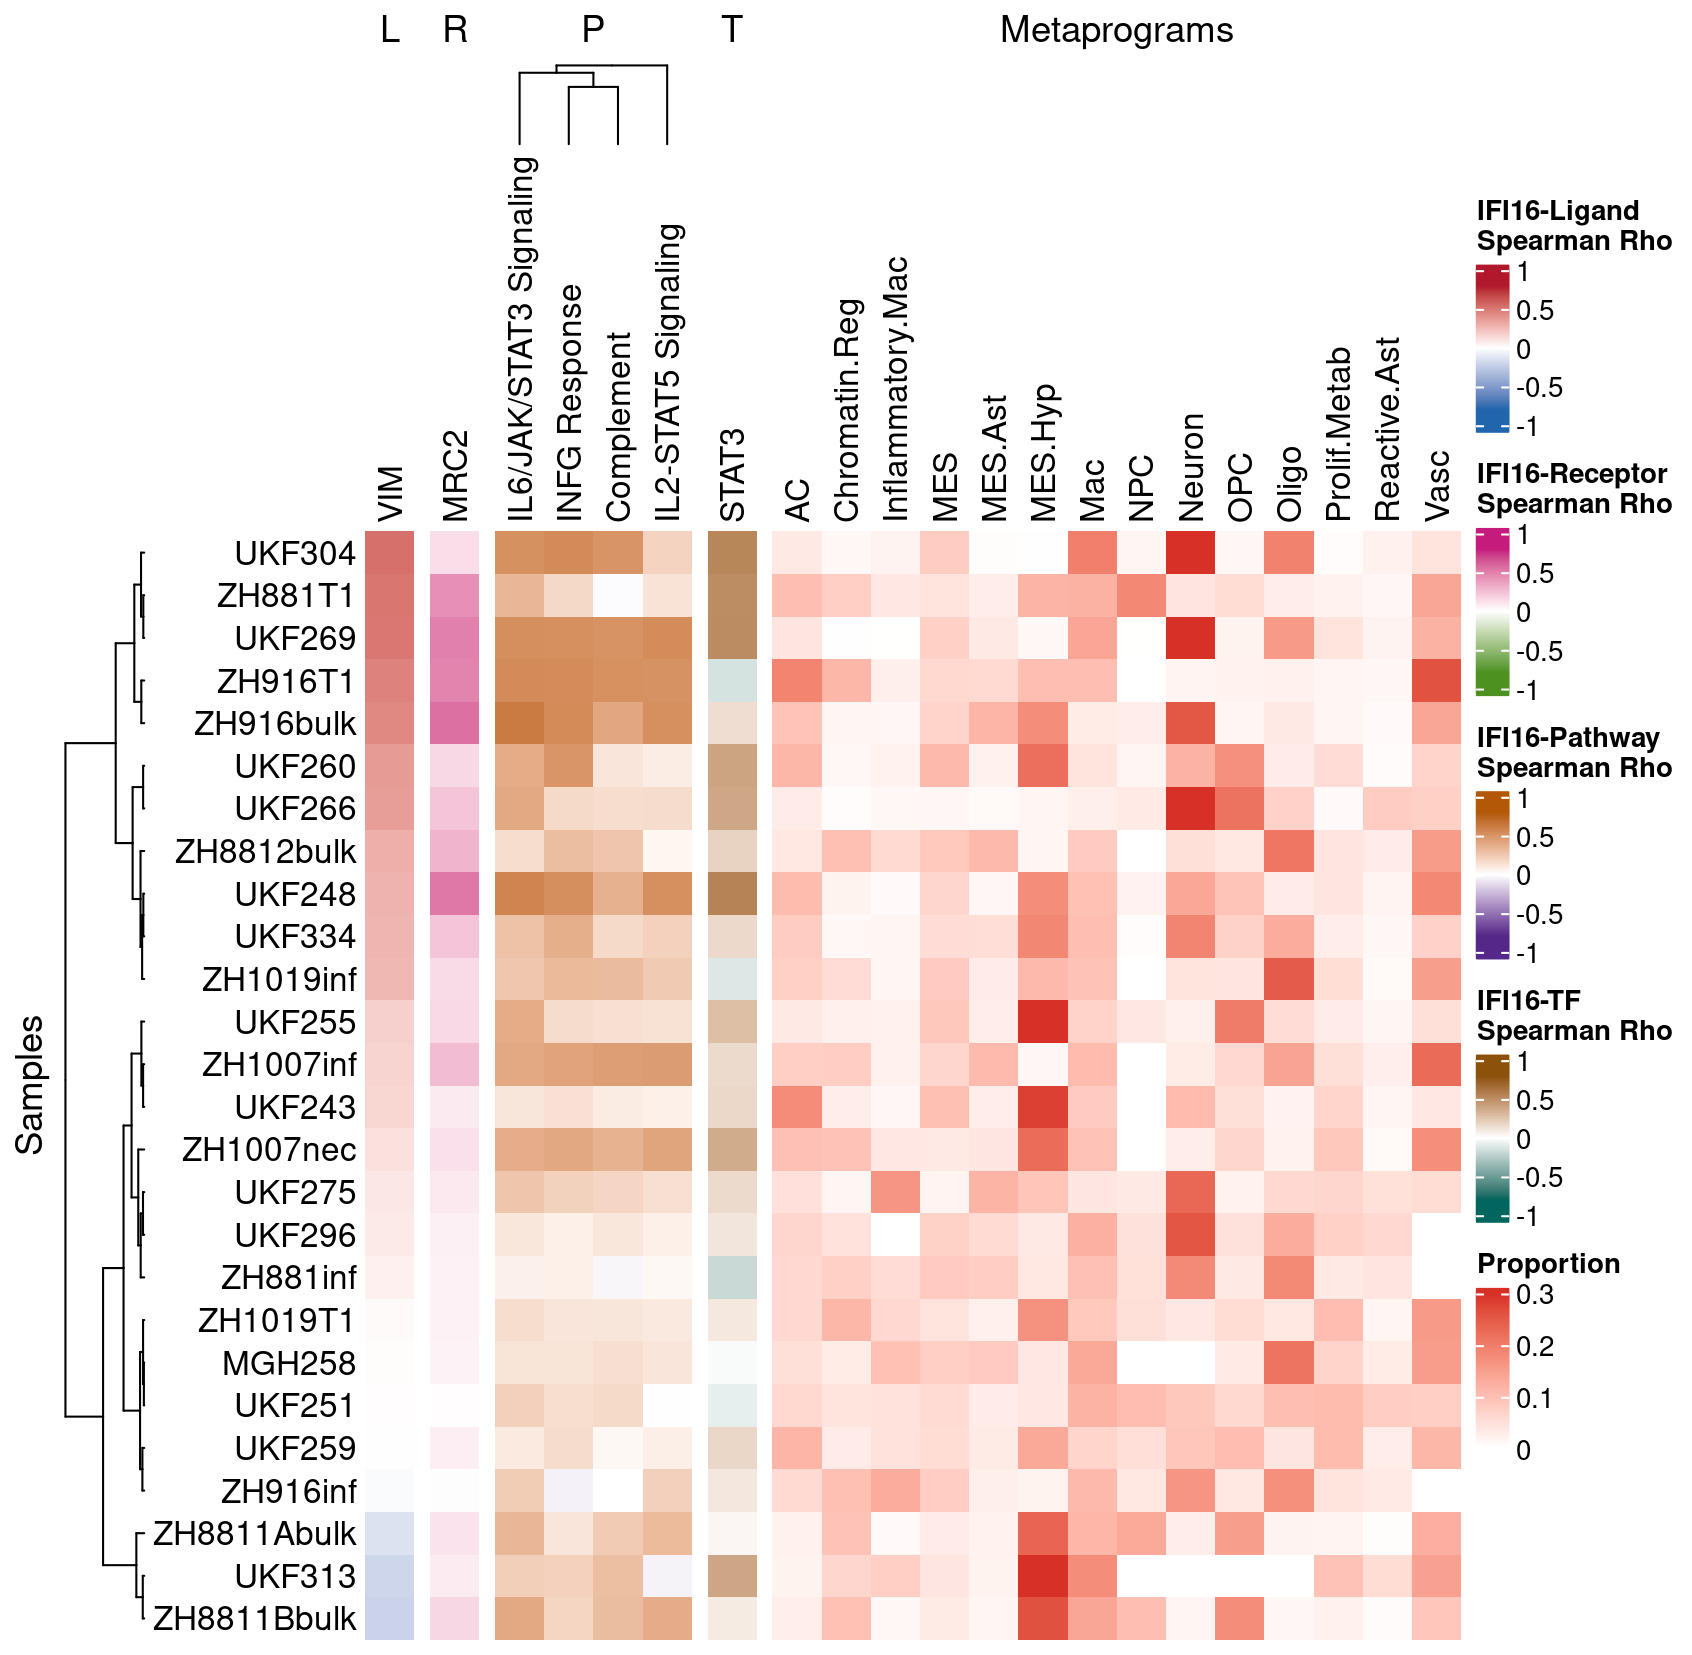 L R P T Metaprograms
VIM
MRC2
IL6/JAK/STAT3 Signaling
INFG Response
Complement
IL2-STAT5 Signaling
STAT3
AC
Chromatin.Reg
Inflammatory.Mac
MES
MES.Ast
MES.Hyp
Mac
NPC
Neuron
OPC
Oligo
Prolif.Metab
Reactive.Ast
Vasc
Samples
UKF304
ZH881T1
UKF269
ZH916T1
ZH916bulk
UKF260
UKF266
ZH8812bulk
UKF248
UKF334
ZH1019inf
UKF255
ZH1007inf
UKF243
ZH1007nec
UKF275
UKF296
ZH881inf
ZH1019T1
MGH258
UKF251
UKF259
ZH916inf
ZH8811Abulk
UKF313
ZH8811Bbulk
IFI16-Ligand
Spearman Rho
1
0.5
0
-0.5
-1
IFI16-Receptor
Spearman Rho
1
0.5
0
-0.5
-1
IFI16-Pathway
Spearman Rho
1
0.5
0
-0.5
-1
IFI16-TF
Spearman Rho
1
0.5
0
-0.5
-1
Proportion
0.3
0.2
0.1
0